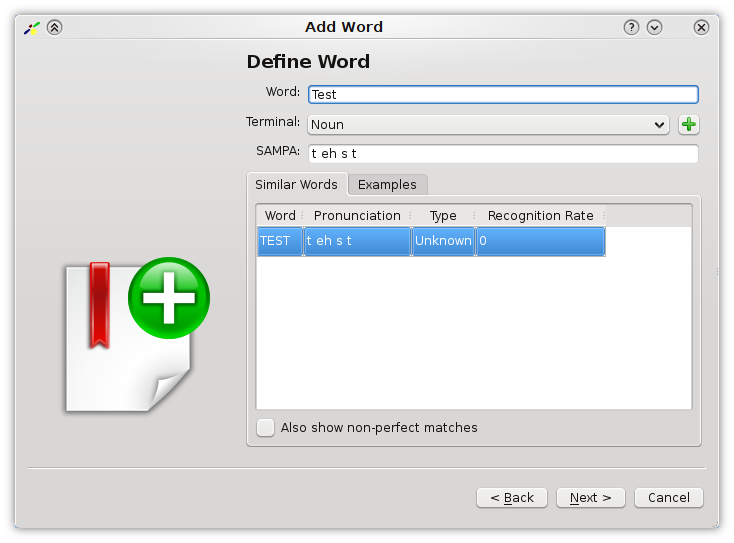 Add Word
Define Word
Word: Test
Terminal: Noun
SAMPA: t eh s t
Similar Words Examples
Word Pronunciation Type Recognition Rate
TEST t eh s t Unknown 0
Also show non-perfect matches
< Back Next > Cancel